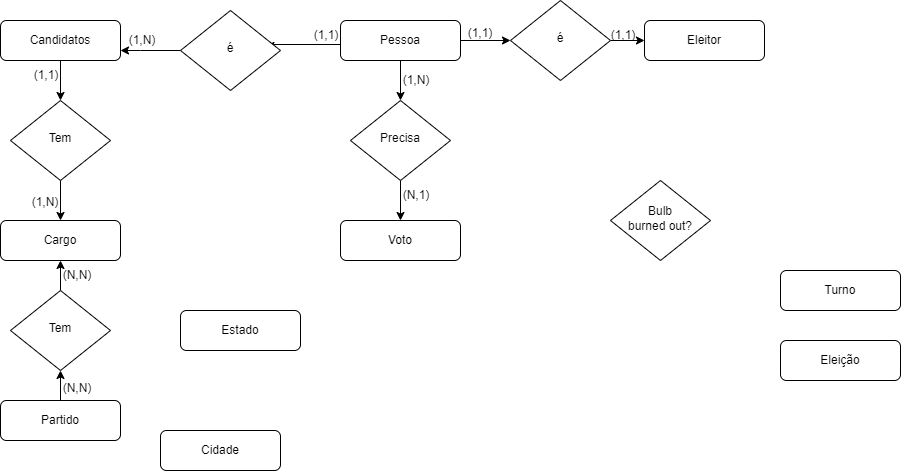 Candidatos
(1,N)
é
(1,1)
Pessoa
(1,1)
é
(1,1)
Eleitor
(1,1)
(1,N)
Tem
Precisa
(1,N)
(N,1)
Cargo
Voto
Bulb
burned out?
(N,N)
Tem
Estado
Turno
Eleição
(N,N)
Partido
Cidade